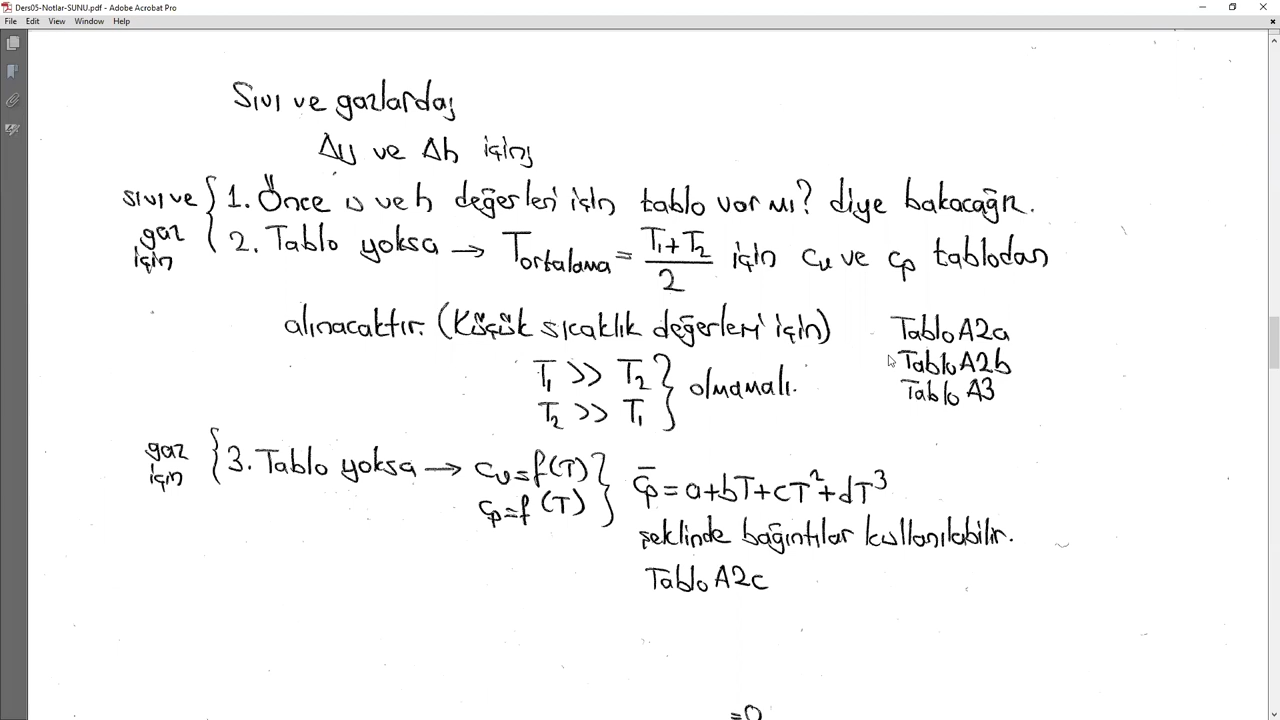 Ders05-Notlar-SUNU.pdf - Adobe Acrobat Pro
File Edit View Window Help
Sıvı ve gazlarda;
Δu ve Δh için;
sıvı ve gaz için { 1. Önce u ve h değerleri için tablo var mı? diye bakacağız.
2. Tablo yoksa → Tortalama = (T1+T2)/2 için cv ve cp tablodan
alınacaktır. (Küçük sıcaklık değerleri için)
Tablo A2a
Tablo A2b
Tablo A3
T1 >> T2
T2 >> T1 } olmamalı.
gaz için { 3. Tablo yoksa → cv=f(T)
cp=f(T) } c̄p = a+bT+cT²+dT³
şeklinde bağıntılar kullanılabilir.
Tablo A2c
=0